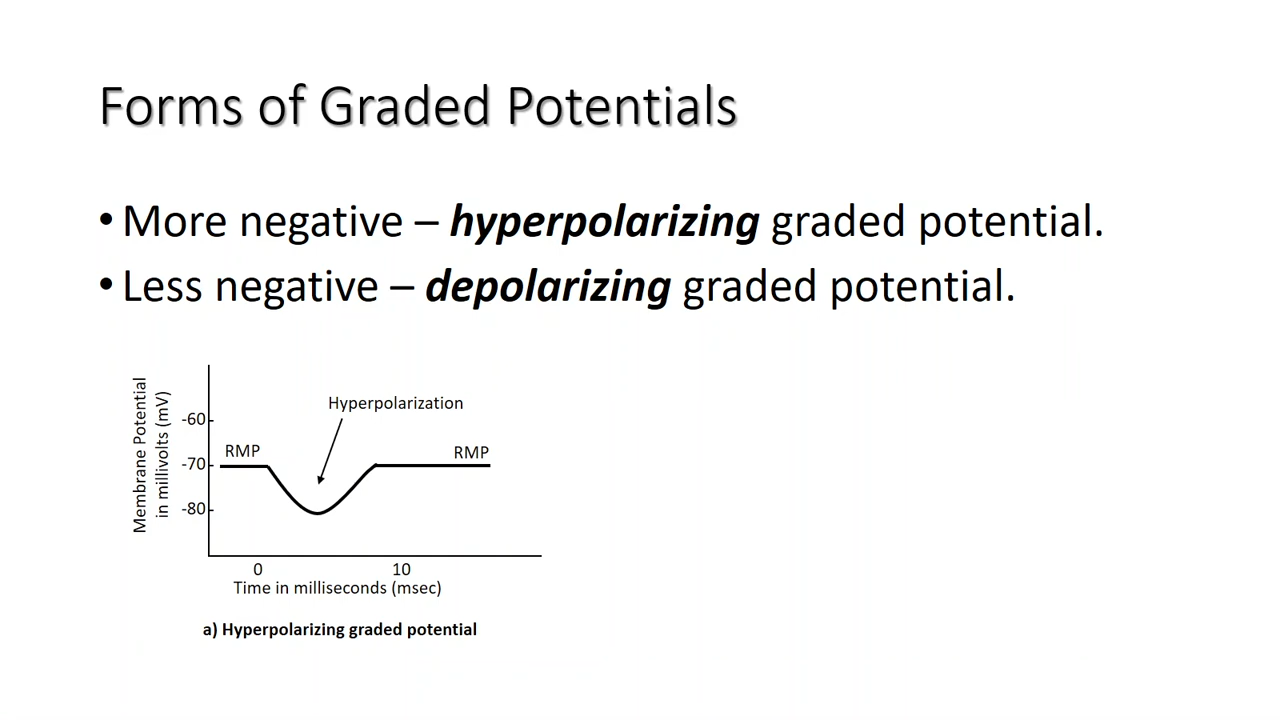 Forms of Graded Potentials
• More negative – hyperpolarizing graded potential.
• Less negative – depolarizing graded potential.
Membrane Potential
in millivolts (mV)
-60
-70
-80
Hyperpolarization
RMP
RMP
0
10
Time in milliseconds (msec)
a) Hyperpolarizing graded potential